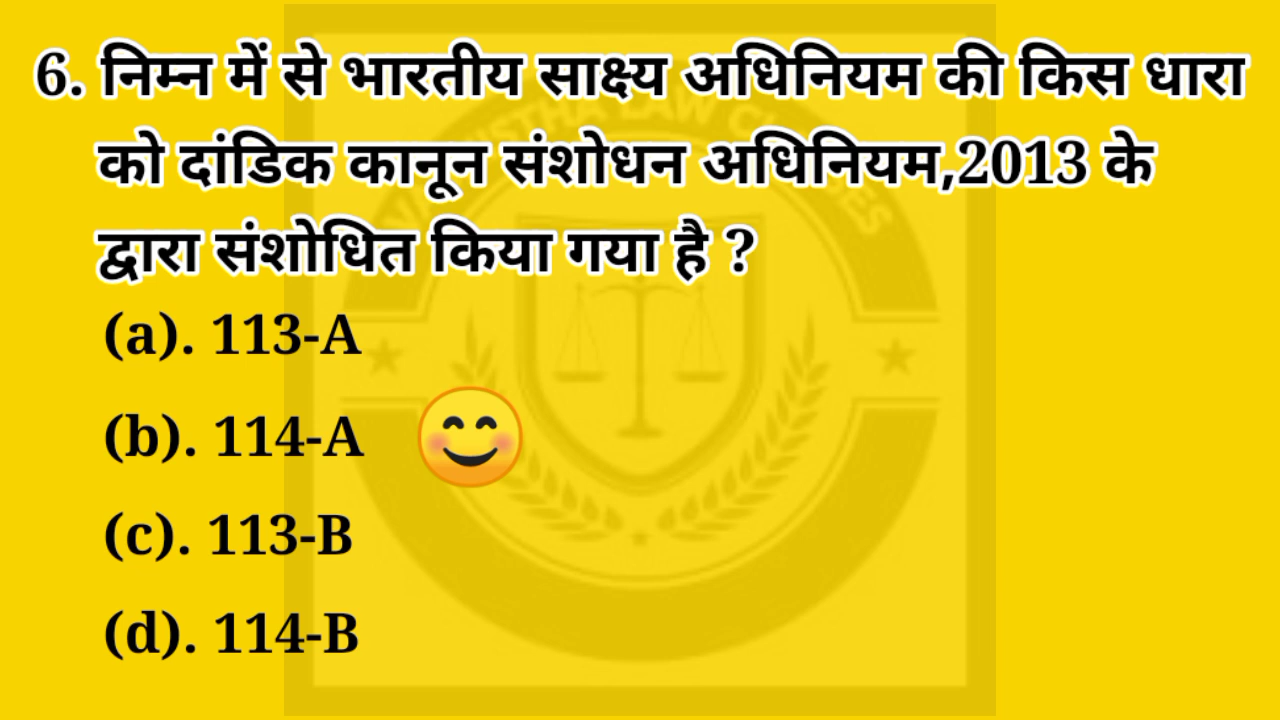 6. निम्न में से भारतीय साक्ष्य अधिनियम की किस धारा
को दांडिक कानून संशोधन अधिनियम,2013 के
द्वारा संशोधित किया गया है ?
(a). 113-A
(b). 114-A
(c). 113-B
(d). 114-B